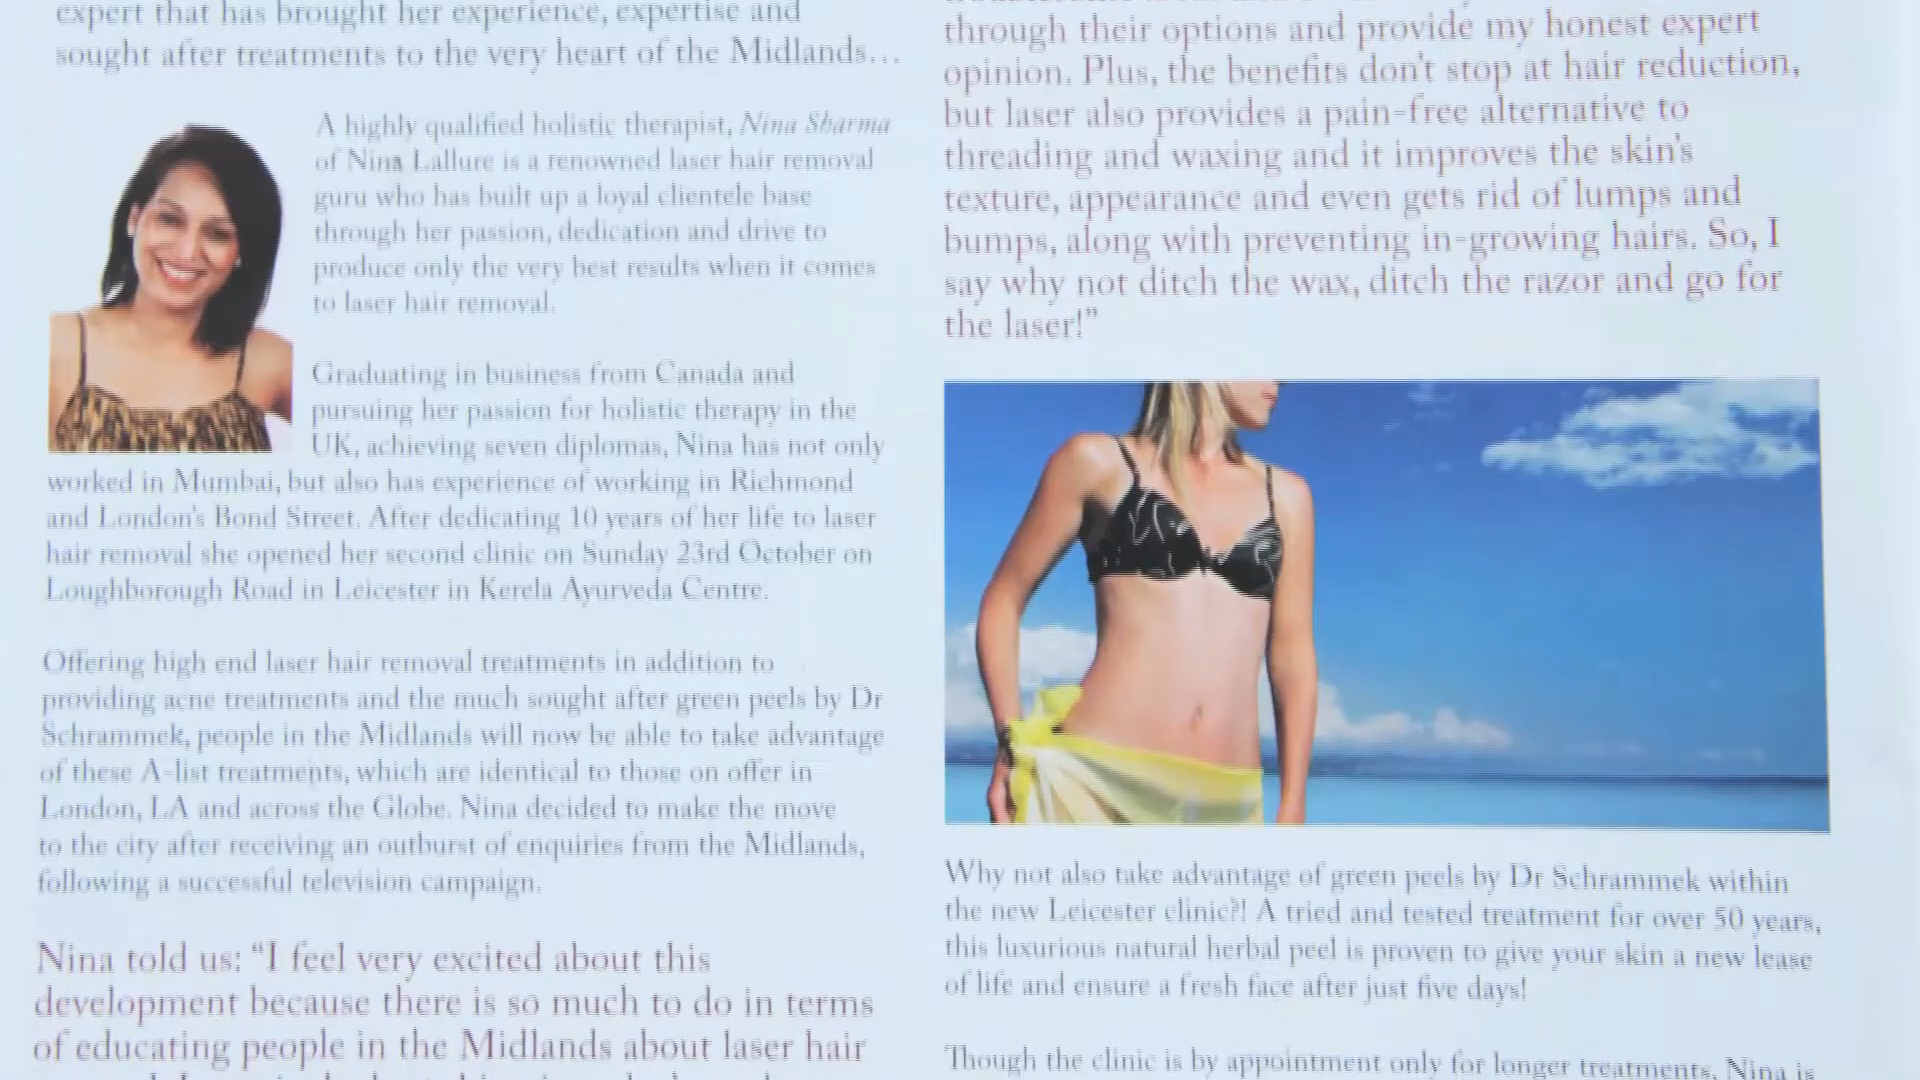 expert that has brought her experience, expertise and
sought after treatments to the very heart of the Midlands…
A highly qualified holistic therapist, Nina Sharma
of Nina Lallure is a renowned laser hair removal
guru who has built up a loyal clientele base
through her passion, dedication and drive to
produce only the very best results when it comes
to laser hair removal.
Graduating in business from Canada and
pursuing her passion for holistic therapy in the
UK, achieving seven diplomas, Nina has not only
worked in Mumbai, but also has experience of working in Richmond
and London's Bond Street. After dedicating 10 years of her life to laser
hair removal she opened her second clinic on Sunday 23rd October on
Loughborough Road in Leicester in Kerela Ayurveda Centre.
Offering high end laser hair removal treatments in addition to
providing acne treatments and the much sought after green peels by Dr
Schrammek, people in the Midlands will now be able to take advantage
of these A-list treatments, which are identical to those on offer in
London, LA and across the Globe. Nina decided to make the move
to the city after receiving an outburst of enquiries from the Midlands,
following a successful television campaign.
Nina told us: “I feel very excited about this
development because there is so much to do in terms
of educating people in the Midlands about laser hair
through their options and provide my honest expert
opinion. Plus, the benefits don't stop at hair reduction,
but laser also provides a pain-free alternative to
threading and waxing and it improves the skin's
texture, appearance and even gets rid of lumps and
bumps, along with preventing in-growing hairs. So, I
say why not ditch the wax, ditch the razor and go for
the laser!”
Why not also take advantage of green peels by Dr Schrammek within
the new Leicester clinic?! A tried and tested treatment for over 50 years,
this luxurious natural herbal peel is proven to give your skin a new lease
of life and ensure a fresh face after just five days!
Though the clinic is by appointment only for longer treatments, Nina is